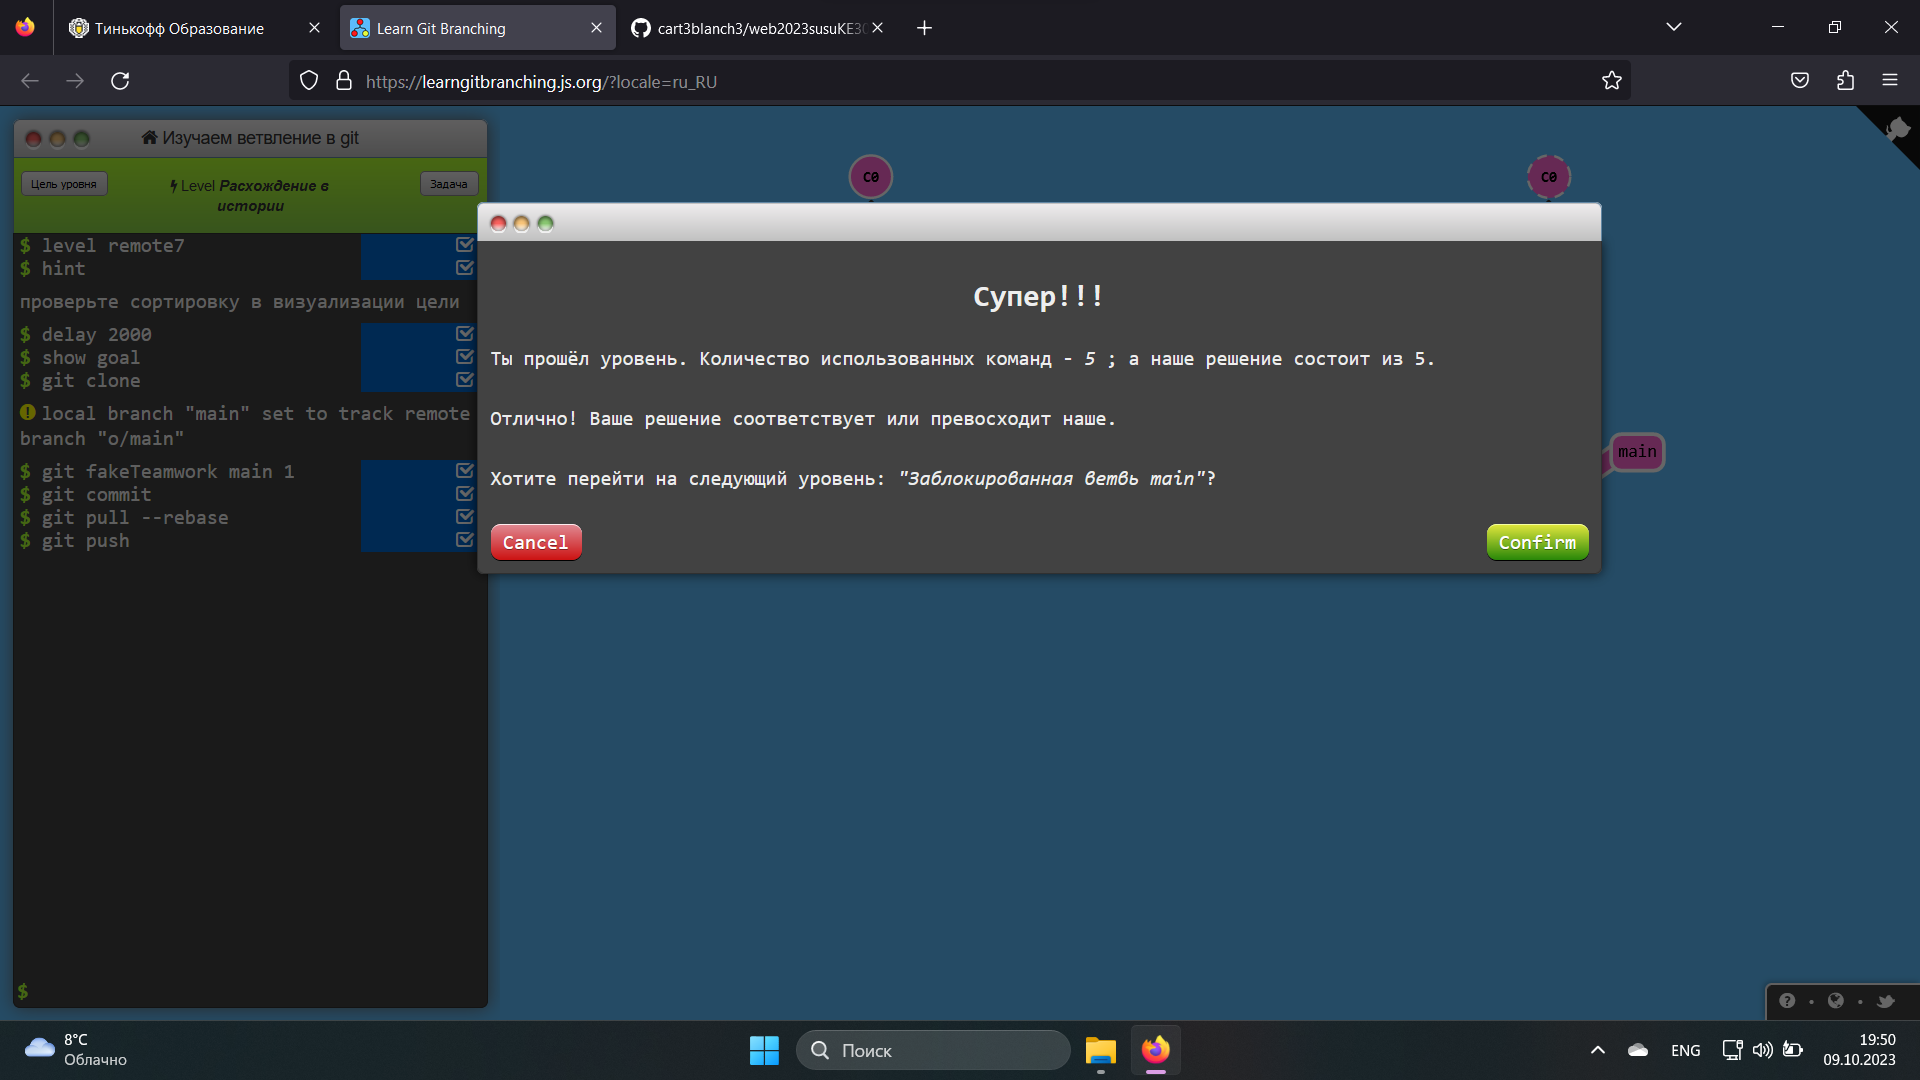 Тинькофф Образование
Learn Git Branching
cart3blanch3/web2023susuKE3
https://learngitbranching.js.org/?locale=ru_RU
Изучаем ветвление в git
Цель уровня
Level Расхождение в
истории
Задача
$ level remote7
$ hint
проверьте сортировку в визуализации цели
$ delay 2000
$ show goal
$ git clone
local branch "main" set to track remote
branch "o/main"
$ git fakeTeamwork main 1
$ git commit
$ git pull --rebase
$ git push
$
C0
C0
main
Супер!!!
Ты прошёл уровень. Количество использованных команд - 5 ; а наше решение состоит из 5.
Отлично! Ваше решение соответствует или превосходит наше.
Хотите перейти на следующий уровень: "Заблокированная ветвь main"?
Cancel
Confirm
8°C
Облачно
Поиск
ENG
19:50
09.10.2023